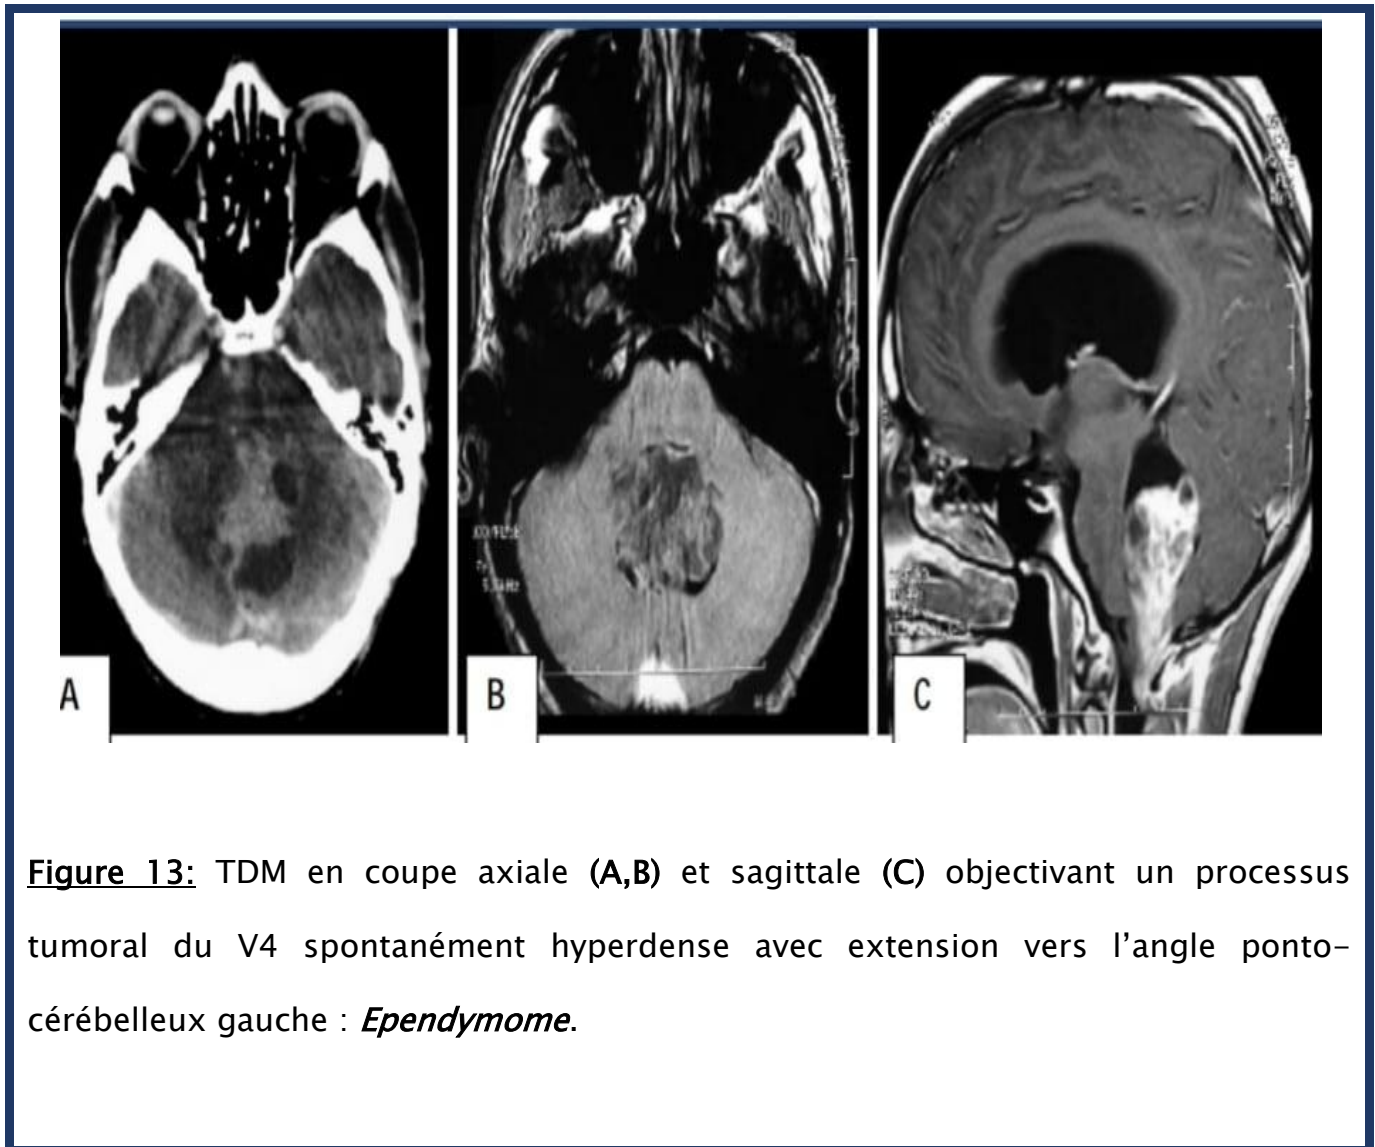 A
B
C
Figure 13: TDM en coupe axiale (A,B) et sagittale (C) objectivant un processus
tumoral du V4 spontanément hyperdense avec extension vers l'angle ponto-
cérébelleux gauche : Ependymome.